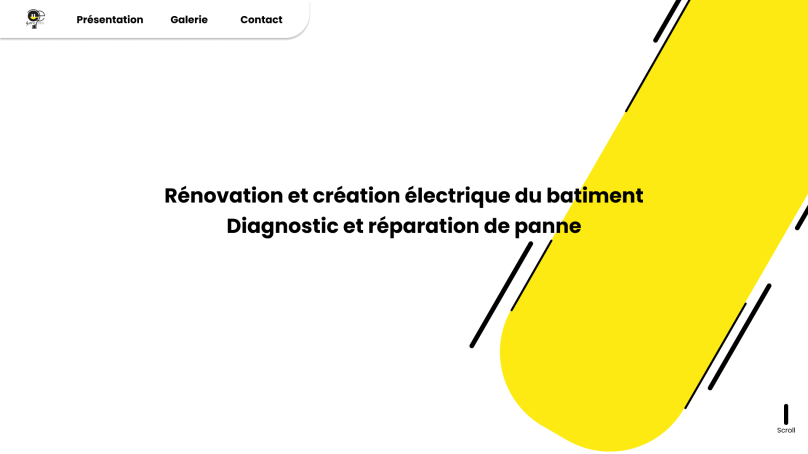 Présentation
Galerie
Contact
Rénovation et création électrique du batiment
Diagnostic et réparation de panne
Scroll